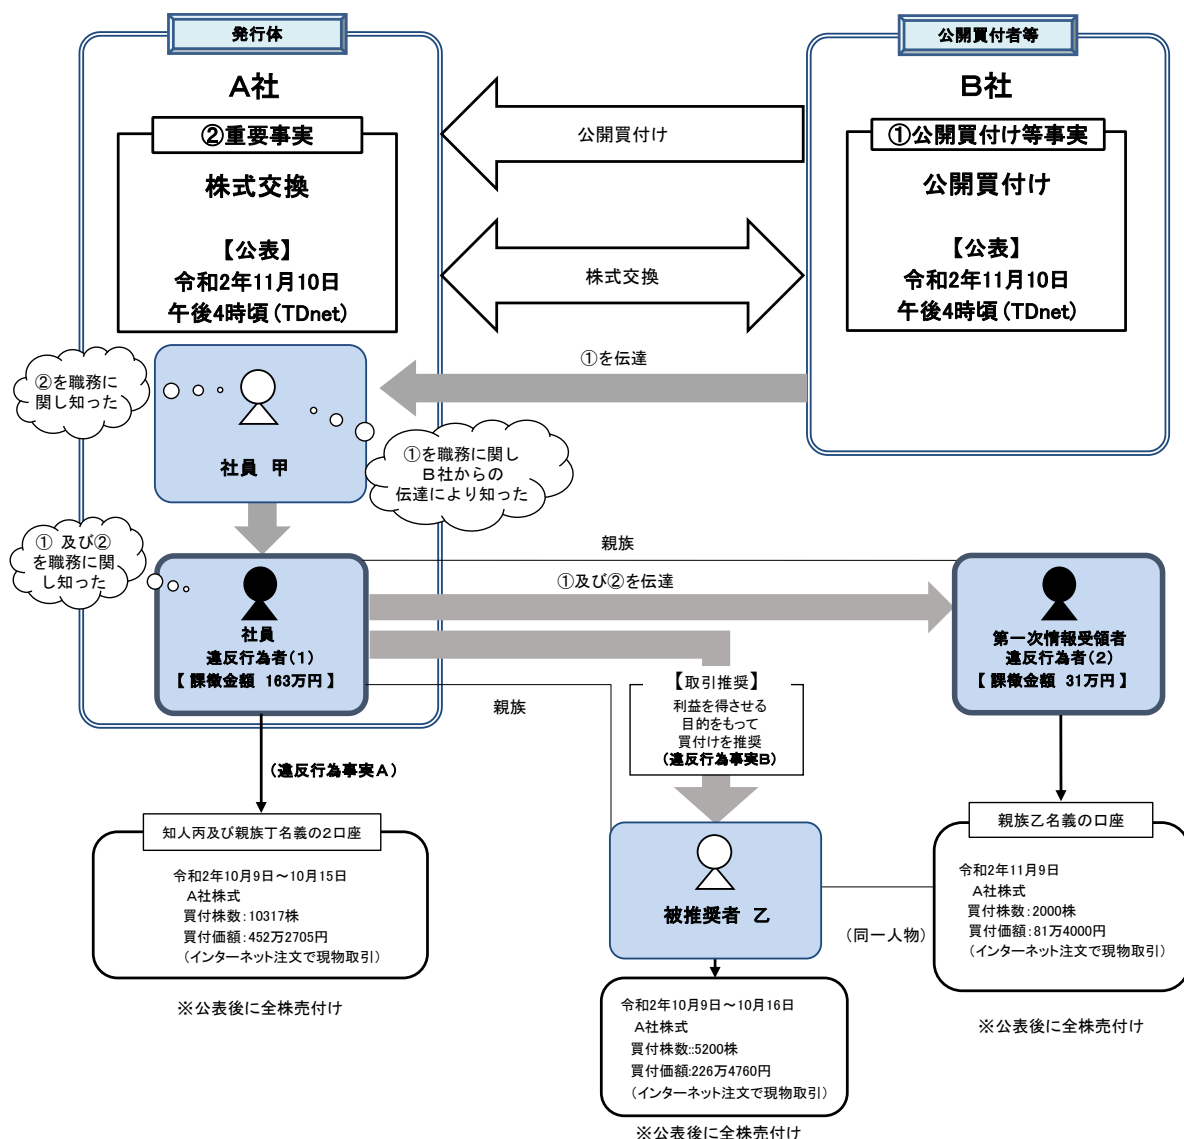 発行体
A社
②重要事実
株式交換
【公表】
令和2年11月10日
午後4時頃(TDnet)
公開買付者等
B社
①公開買付け等事実
公開買付け
【公表】
令和2年11月10日
午後4時頃(TDnet)
公開買付け
株式交換
①を伝達
②を職務に
関し知った
社員 甲
①を職務に関し
B社からの
伝達により知った
① 及び②
を職務に関
し知った
親族
①及び②を伝達
社員
違反行為者(1)
【 課徴金額 163万円 】
第一次情報受領者
違反行為者(2)
【 課徴金額 31万円 】
親族
【取引推奨】
利益を得させる
目的をもって
買付けを推奨
(違反行為事実B)
(違反行為事実A)
知人丙及び親族丁名義の2口座
令和2年10月9日~10月15日
A社株式
買付株数:10317株
買付価額:452万2705円
(インターネット注文で現物取引)
※公表後に全株売付け
被推奨者 乙
(同一人物)
令和2年10月9日~10月16日
A社株式
買付株数::5200株
買付価額:226万4760円
(インターネット注文で現物取引)
※公表後に全株売付け
親族乙名義の口座
令和2年11月9日
A社株式
買付株数:2000株
買付価額:81万4000円
(インターネット注文で現物取引)
※公表後に全株売付け